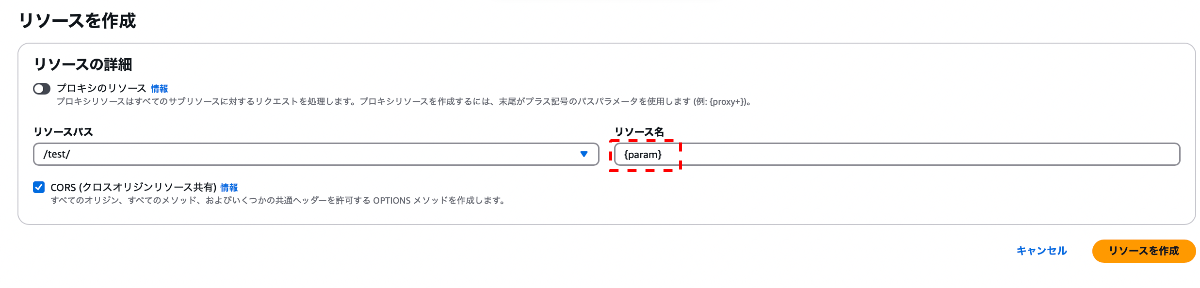 リソースを作成
リソースの詳細
プロキシのリソース 情報
プロキシリソースはすべてのサブリソースに対するリクエストを処理します。プロキシリソースを作成するには、末尾がプラス記号のパスパラメータを使用します (例: {proxy+})。
リソースパス
/test/
リソース名
{param}
CORS (クロスオリジンリソース共有) 情報
すべてのオリジン、すべてのメソッド、およびいくつかの共通ヘッダーを許可する OPTIONS メソッドを作成します。
キャンセル
リソースを作成